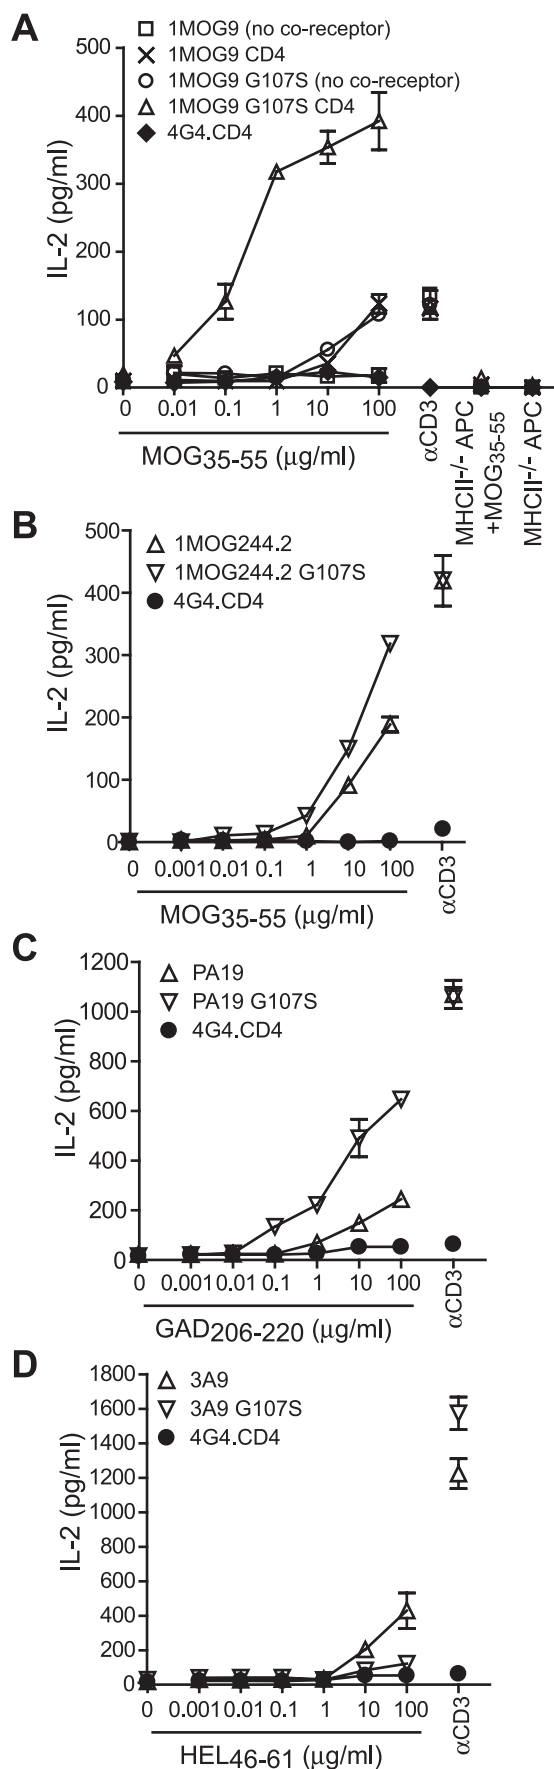 A
1MOG9 (no co-receptor)
1MOG9 CD4
1MOG9 G107S (no co-receptor)
1MOG9 G107S CD4
4G4.CD4
500
400
300
200
100
0
IL-2 (pg/ml)
0 0.01 0.1 1 10 100
MOG35-55 (μg/ml)
αCD3
MHCII-/- APC
+MOG35-55
MHCII-/- APC
B
1MOG244.2
1MOG244.2 G107S
4G4.CD4
500
400
300
200
100
0
IL-2 (pg/ml)
0 0.001 0.01 0.1 1 10 100
MOG35-55 (μg/ml)
αCD3
C
PA19
PA19 G107S
4G4.CD4
1200
1000
800
600
400
200
0
IL-2 (pg/ml)
0 0.001 0.01 0.1 1 10 100
GAD206-220 (μg/ml)
αCD3
D
3A9
3A9 G107S
4G4.CD4
1800
1600
1400
1200
1000
800
600
400
200
0
IL-2 (pg/ml)
0 0.001 0.01 0.1 1 10 100
HEL46-61 (μg/ml)
αCD3